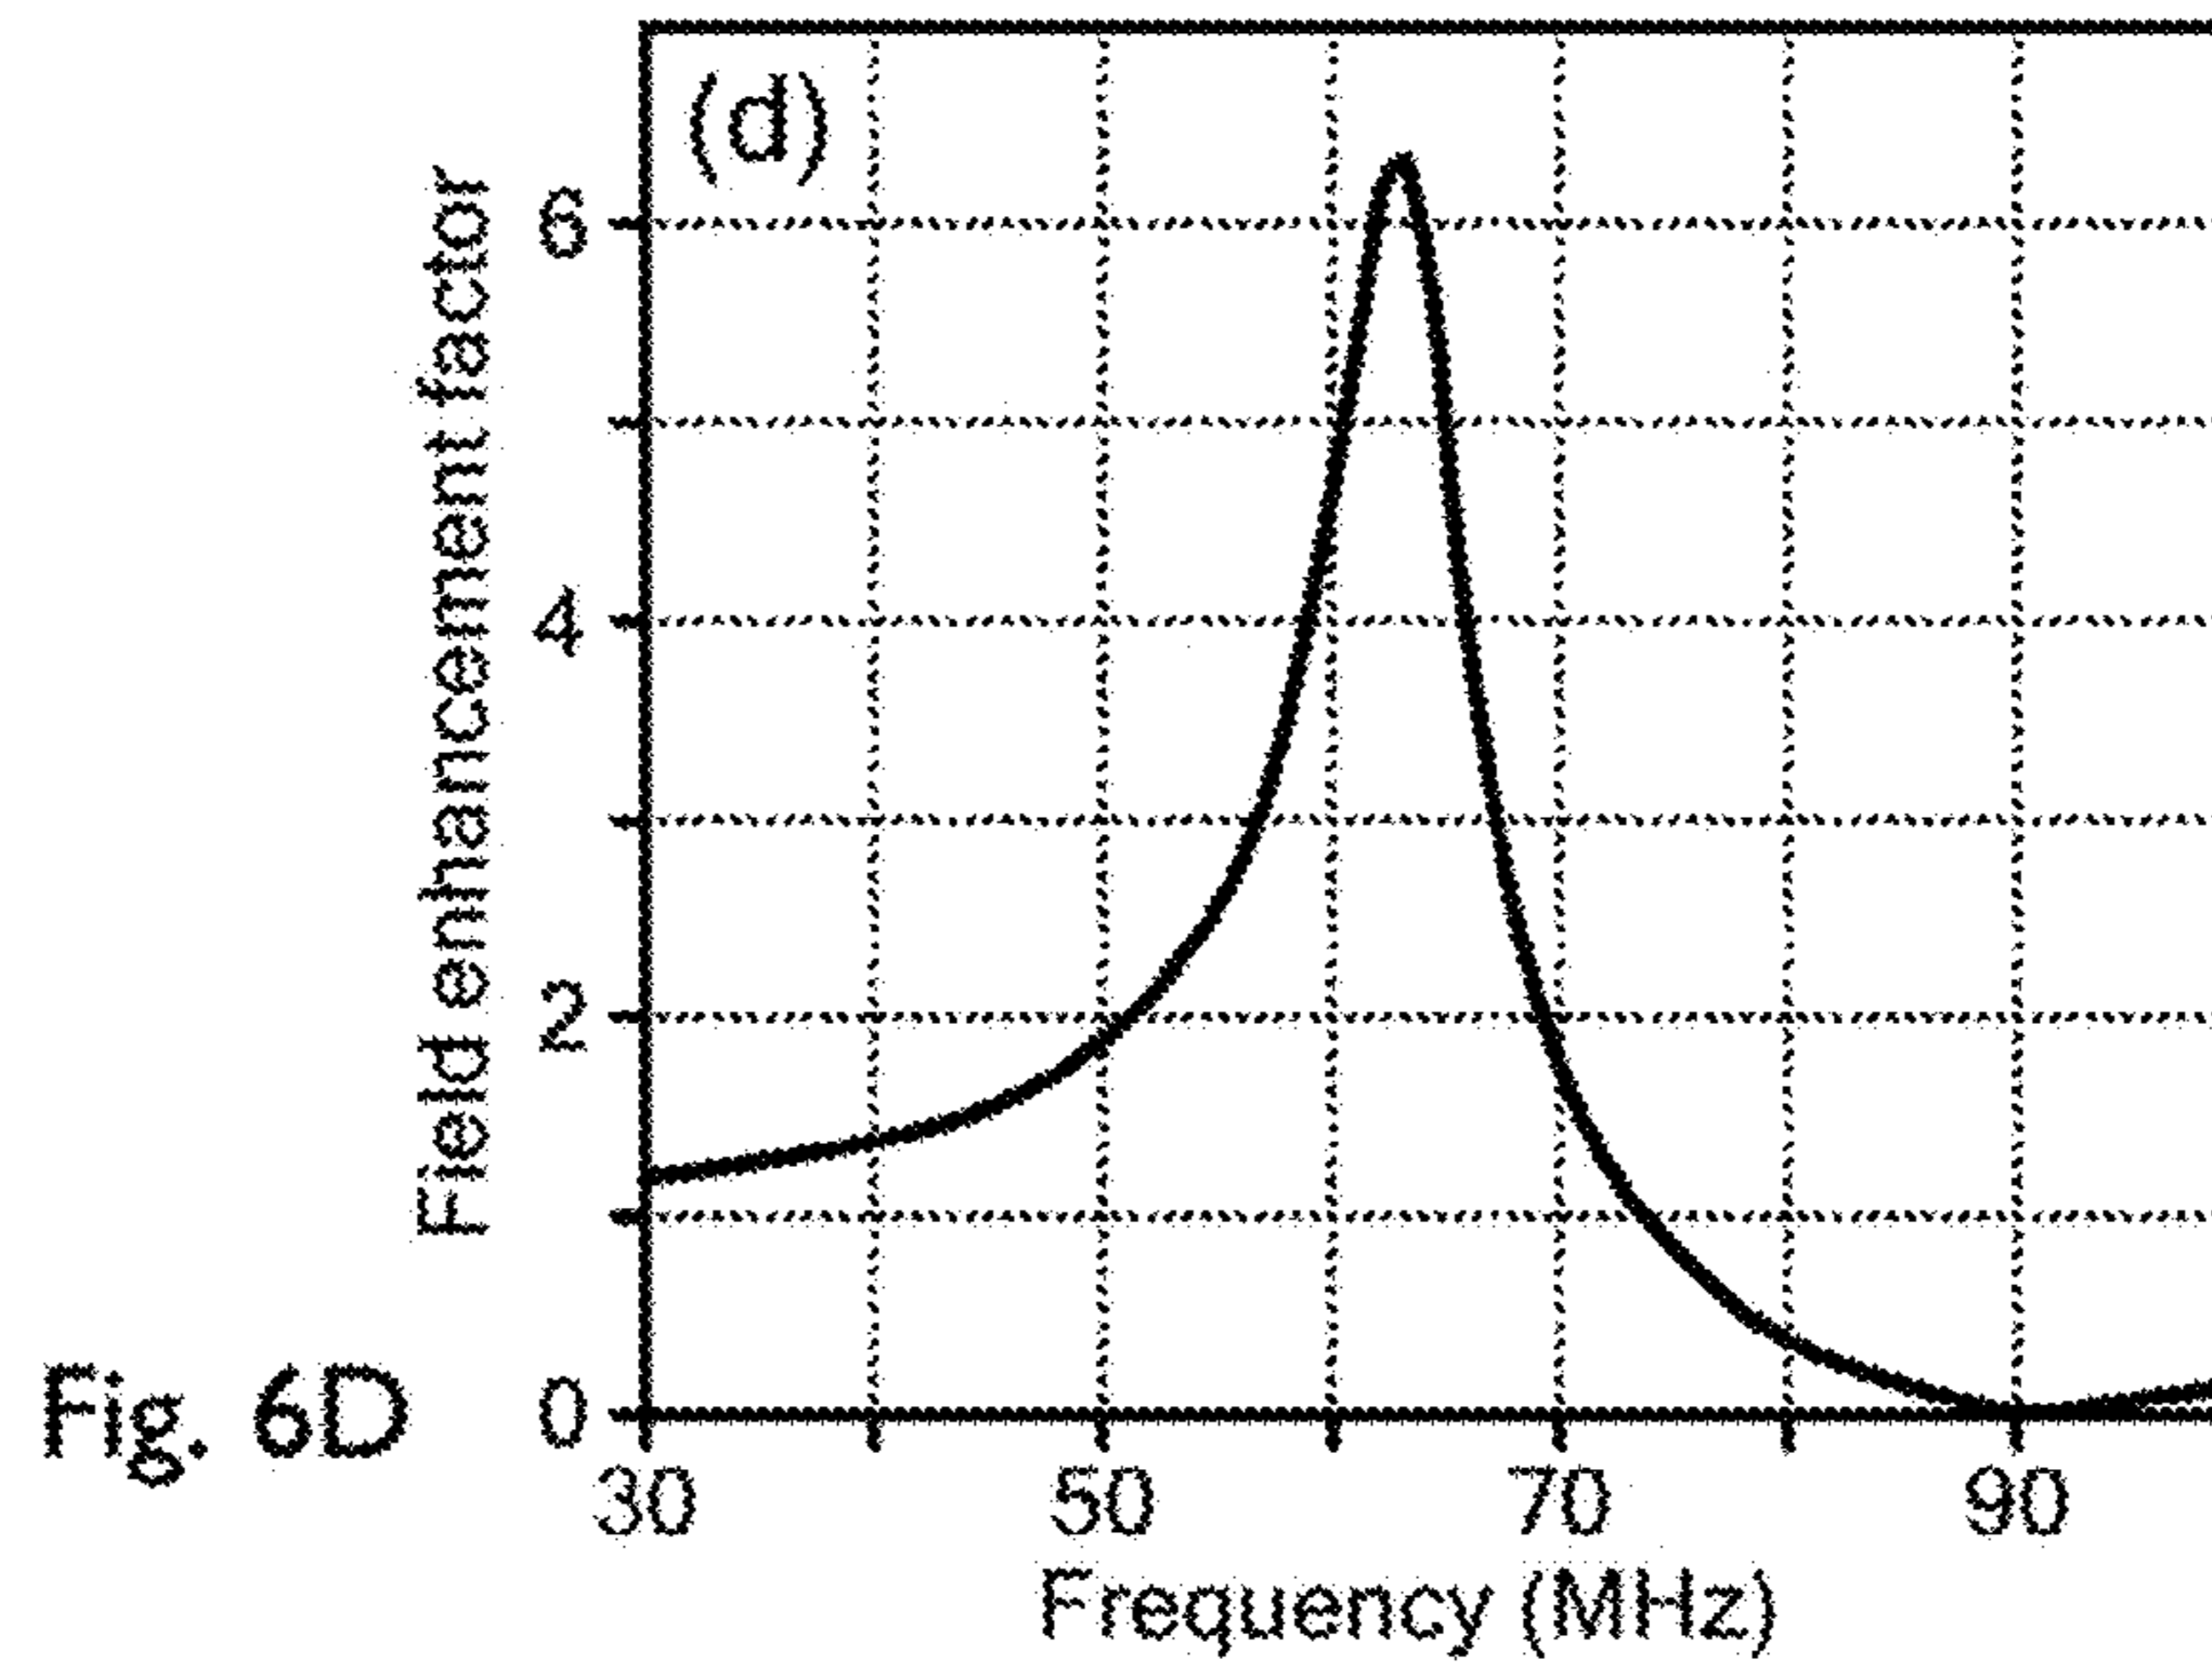 (d)
Field enhancement factor
6
4
2
0
30 50 70 90
Frequency (MHz)
Fig. 6D